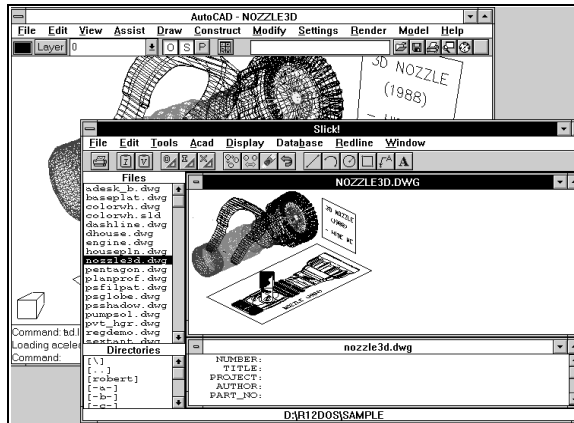 AutoCAD - NOZZLE3D
File Edit View Assist Draw Construct Modify Settings Render Model Help
Layer 0 O S P
3D NOZZLE
(1988)
Slick!
File Edit Tools Acad Display DataBase Redline Window
A
Files
adesk_b.dwg
baseplat.dwg
colorwh.dwg
colorwh.sld
dashline.dwg
dhouse.dwg
engine.dwg
housepln.dwg
nozzle3d.dwg
pentagon.dwg
planprof.dwg
psfilpat.dwg
psglobe.dwg
psshadow.dwg
pumpsol.dwg
pvt_hgr.dwg
regdemo.dwg
sextant.dwg
Directories
[\]
[..]
[robert]
[-a-]
[-b-]
[-c-]
NOZZLE3D.DWG
3D NOZZLE
(1988)
NOZZLE (1988)
nozzle3d.dwg
NUMBER:
TITLE:
PROJECT:
AUTHOR:
PART_NO:
Command:
Loading
Command:
D:\R12DOS\SAMPLE